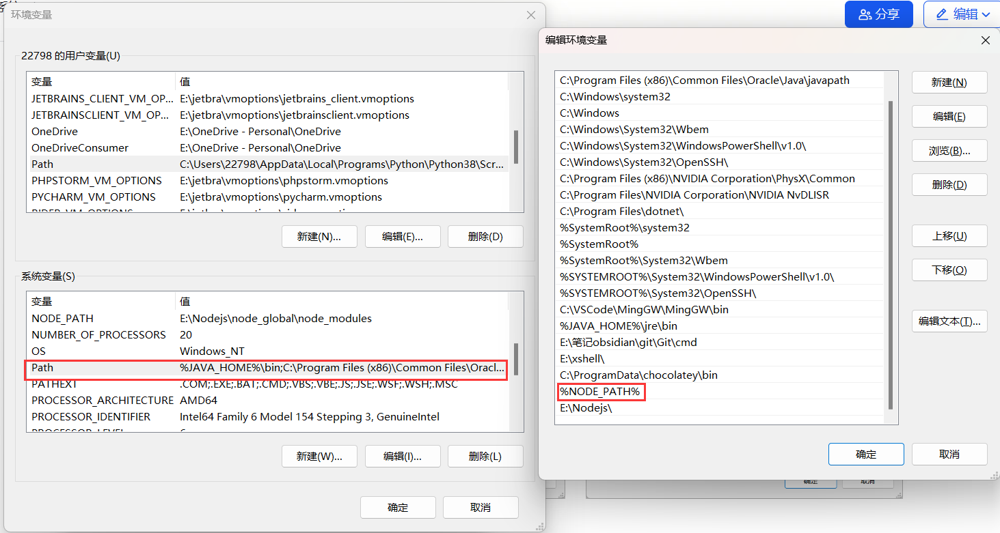 分享
编辑
环境变量
22798 的用户变量(U)
变量 值
JETBRAINS_CLIENT_VM_OP... E:\jetbra\vmoptions\jetbrains_client.vmoptions
JETBRAINSCLIENT_VM_OP... E:\jetbra\vmoptions\jetbrainsclient.vmoptions
OneDrive E:\OneDrive - Personal\OneDrive
OneDriveConsumer E:\OneDrive - Personal\OneDrive
Path C:\Users\22798\AppData\Local\Programs\Python\Python38\Scr...
PHPSTORM_VM_OPTIONS E:\jetbra\vmoptions\phpstorm.vmoptions
PYCHARM_VM_OPTIONS E:\jetbra\vmoptions\pycharm.vmoptions
新建(N)... 编辑(E)... 删除(D)
系统变量(S)
变量 值
NODE_PATH E:\Nodejs\node_global\node_modules
NUMBER_OF_PROCESSORS 20
OS Windows_NT
Path %JAVA_HOME%\bin;C:\Program Files (x86)\Common Files\Oracl...
PATHEXT .COM;.EXE;.BAT;.CMD;.VBS;.VBE;.JS;.JSE;.WSF;.WSH;.MSC
PROCESSOR_ARCHITECTURE AMD64
PROCESSOR_IDENTIFIER Intel64 Family 6 Model 154 Stepping 3, GenuineIntel
新建(W)... 编辑(I)... 删除(L)
确定 取消
编辑环境变量
C:\Program Files (x86)\Common Files\Oracle\Java\javapath
C:\Windows\system32
C:\Windows
C:\Windows\System32\Wbem
C:\Windows\System32\WindowsPowerShell\v1.0\
C:\Windows\System32\OpenSSH\
C:\Program Files (x86)\NVIDIA Corporation\PhysX\Common
C:\Program Files\NVIDIA Corporation\NVIDIA NvDLISR
C:\Program Files\dotnet\
%SystemRoot%\system32
%SystemRoot%
%SystemRoot%\System32\Wbem
%SYSTEMROOT%\System32\WindowsPowerShell\v1.0\
%SYSTEMROOT%\System32\OpenSSH\
C:\VSCode\MingGW\MingGW\bin
%JAVA_HOME%\jre\bin
E:\笔记obsidian\git\Git\cmd
E:\xshell\
C:\ProgramData\chocolatey\bin
%NODE_PATH%
E:\Nodejs\
新建(N)
编辑(E)
浏览(B)...
删除(D)
上移(U)
下移(O)
编辑文本(T)...
确定 取消
确定 取消